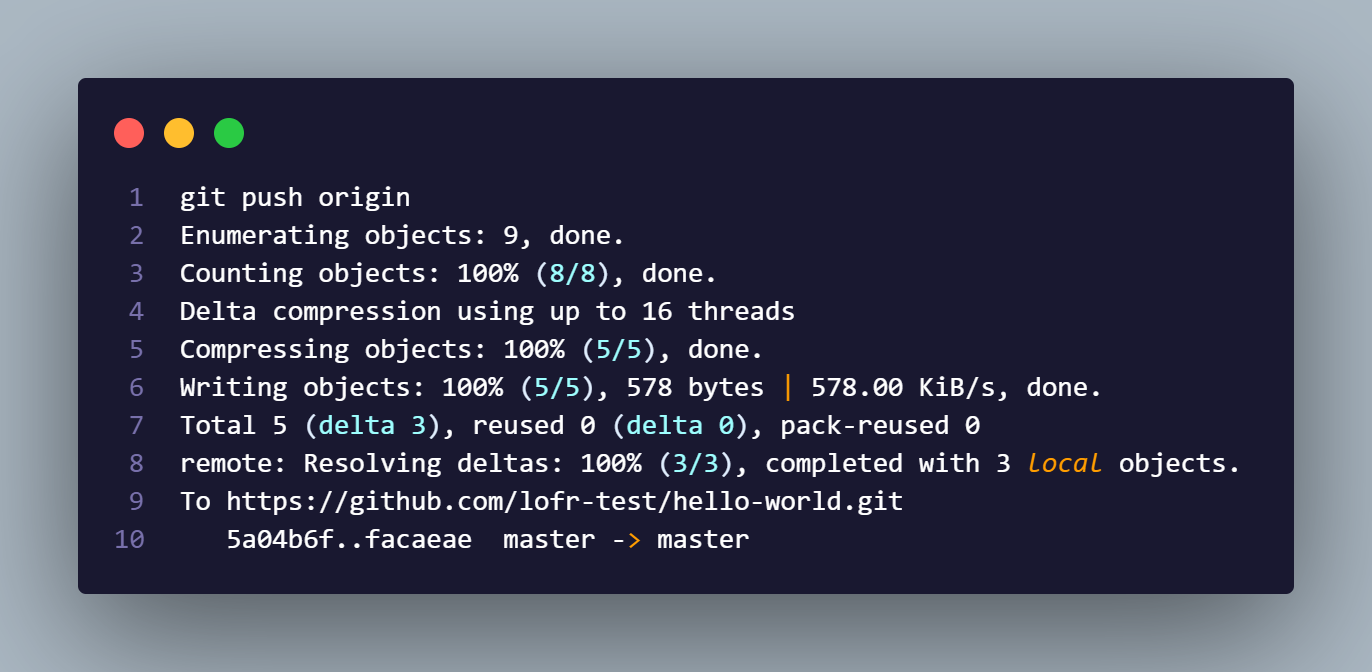 1 git push origin
2 Enumerating objects: 9, done.
3 Counting objects: 100% (8/8), done.
4 Delta compression using up to 16 threads
5 Compressing objects: 100% (5/5), done.
6 Writing objects: 100% (5/5), 578 bytes | 578.00 KiB/s, done.
7 Total 5 (delta 3), reused 0 (delta 0), pack-reused 0
8 remote: Resolving deltas: 100% (3/3), completed with 3 local objects.
9 To https://github.com/lofr-test/hello-world.git
10    5a04b6f..facaeae  master -> master